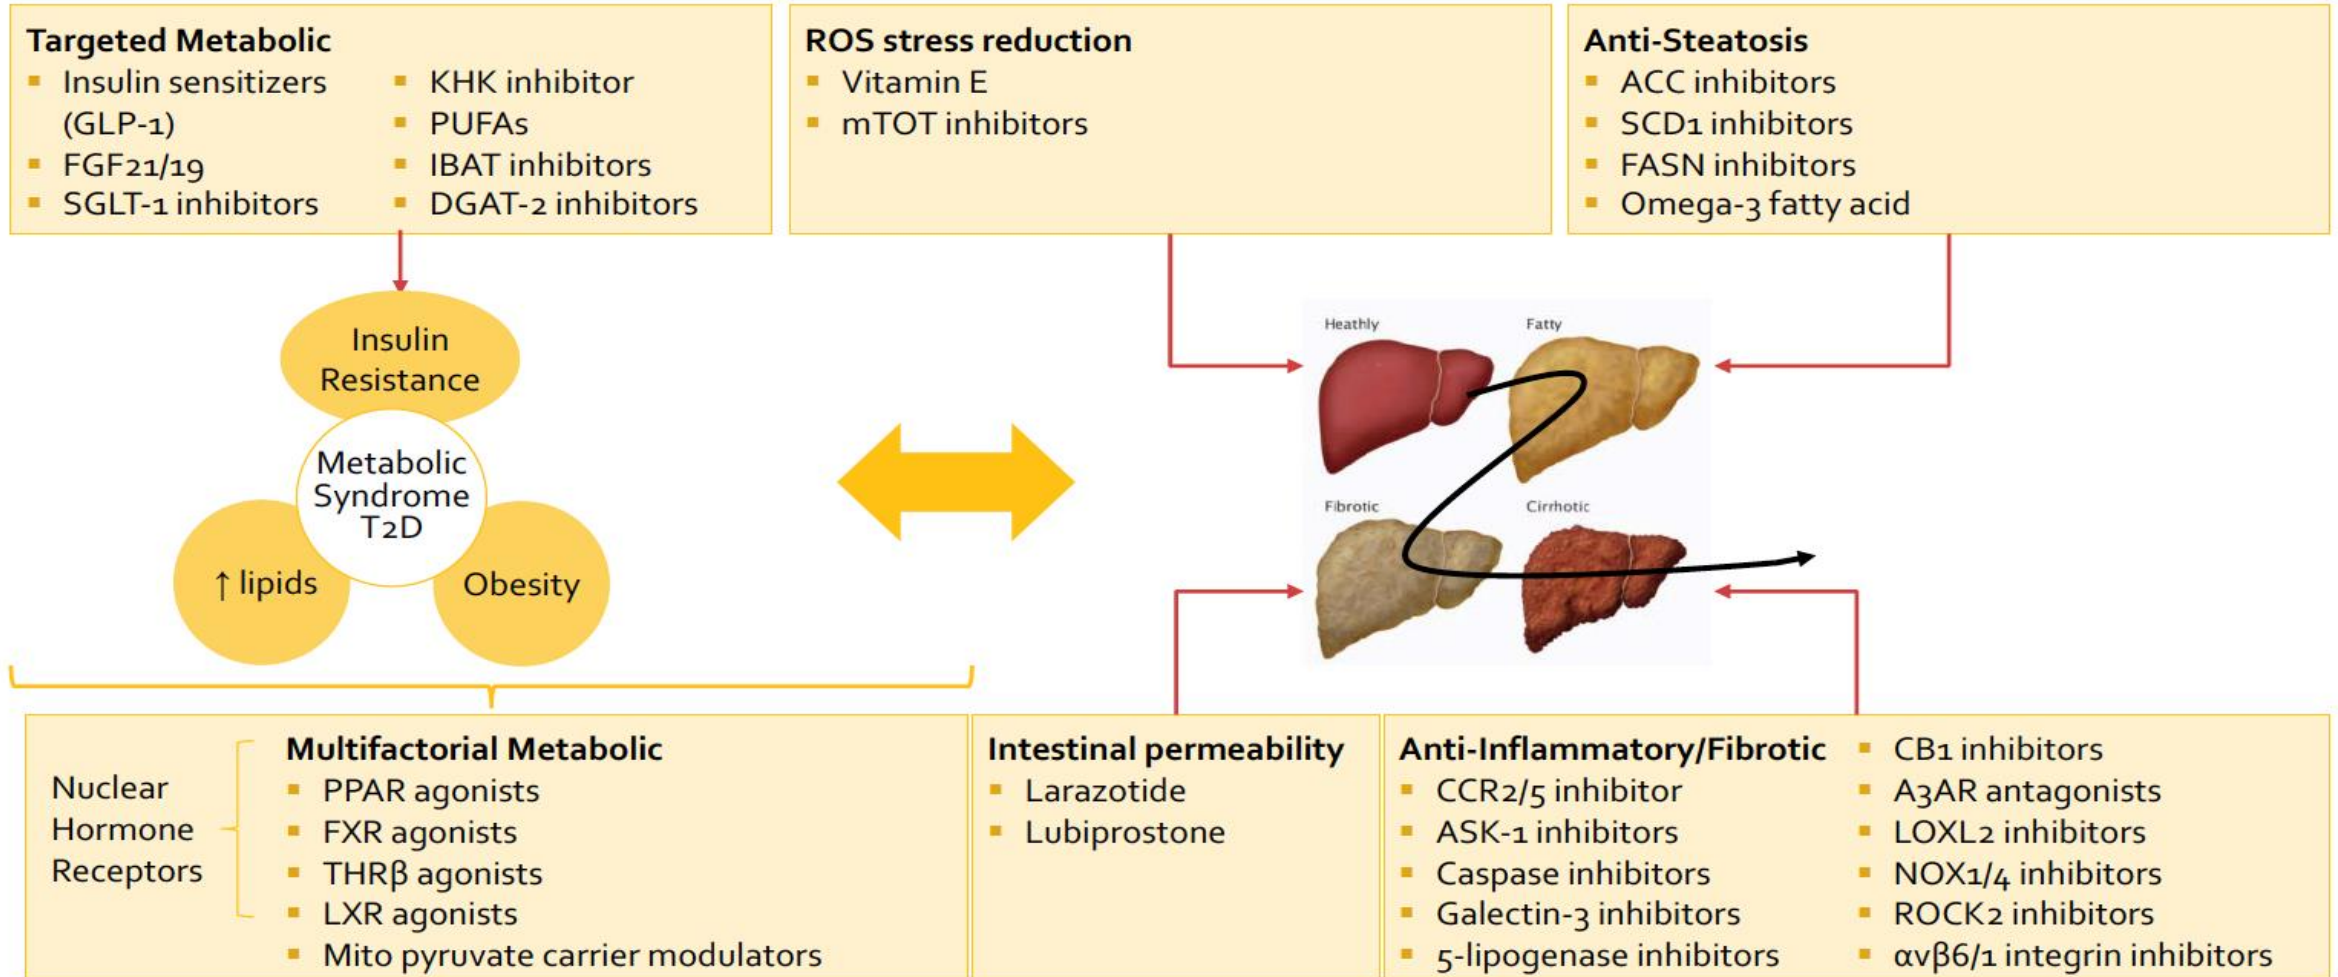 Targeted Metabolic
Insulin sensitizers
(GLP-1)
FGF21/19
SGLT-1 inhibitors
KHK inhibitor
PUFAs
IBAT inhibitors
DGAT-2 inhibitors
ROS stress reduction
Vitamin E
mTOT inhibitors
Anti-Steatosis
ACC inhibitors
SCD1 inhibitors
FASN inhibitors
Omega-3 fatty acid
Insulin
Resistance
Metabolic
Syndrome
T2D
↑ lipids
Obesity
Heathly
Fatty
Fibrotic
Cirrhotic
Nuclear
Hormone
Receptors
Multifactorial Metabolic
PPAR agonists
FXR agonists
THRβ agonists
LXR agonists
Mito pyruvate carrier modulators
Intestinal permeability
Larazotide
Lubiprostone
Anti-Inflammatory/Fibrotic
CCR2/5 inhibitor
ASK-1 inhibitors
Caspase inhibitors
Galectin-3 inhibitors
5-lipogenase inhibitors
CB1 inhibitors
A3AR antagonists
LOXL2 inhibitors
NOX1/4 inhibitors
ROCK2 inhibitors
αvβ6/1 integrin inhibitors